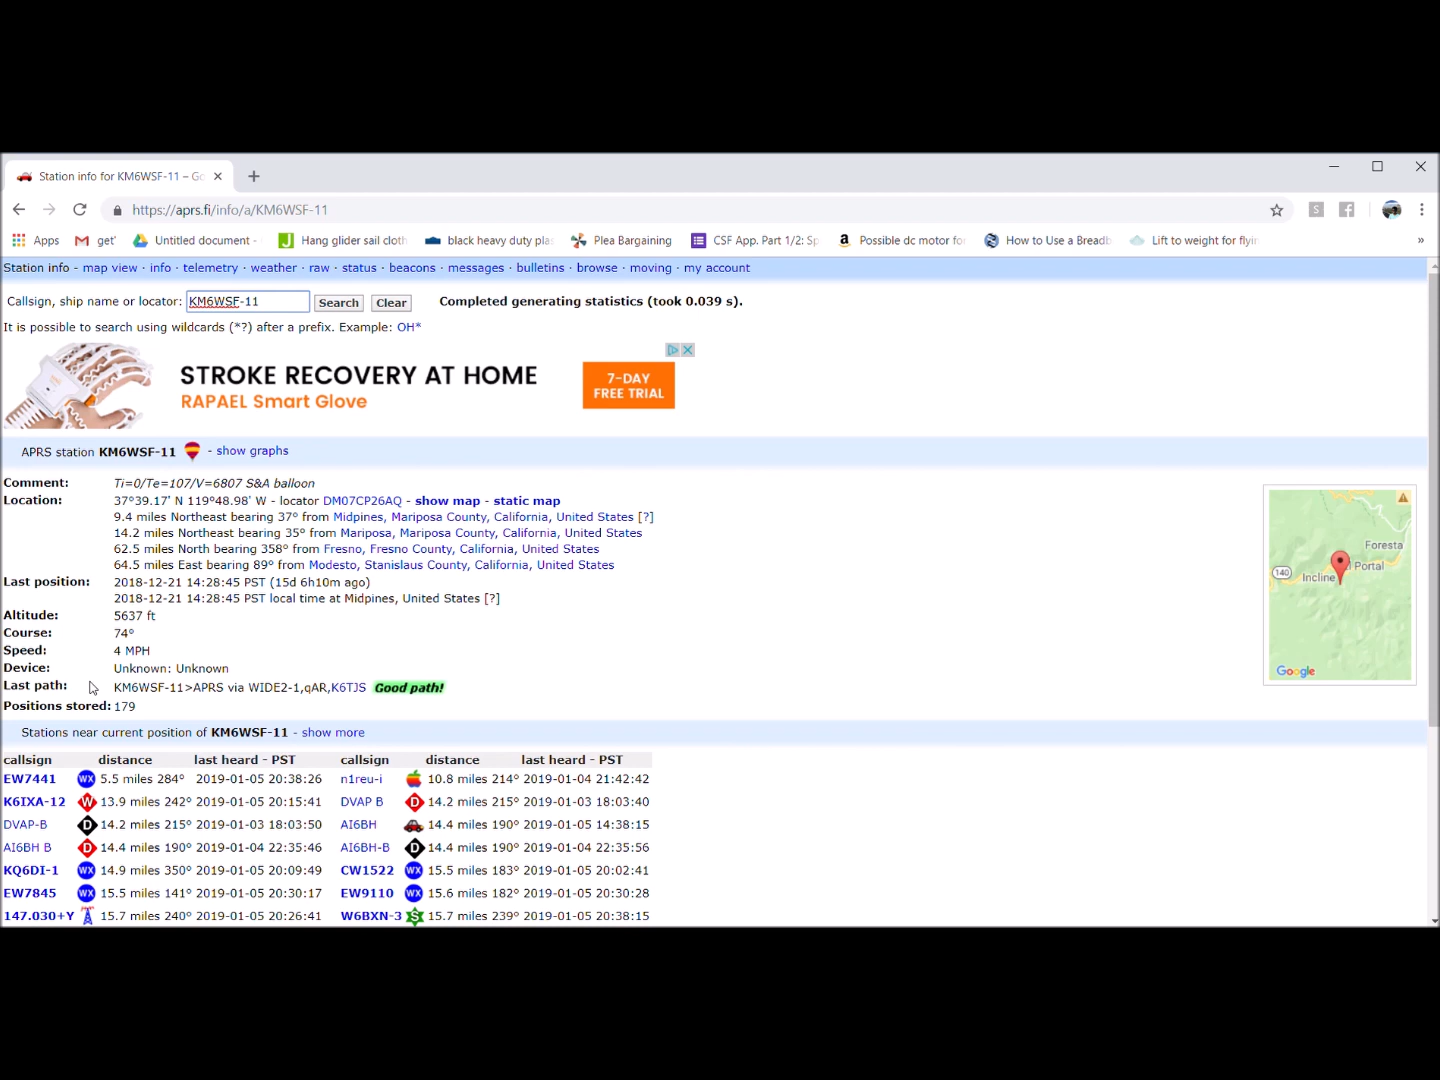 Station info for KM6WSF-11 – Go
https://aprs.fi/info/a/KM6WSF-11
Apps get' Untitled document - Hang glider sail cloth black heavy duty pla Plea Bargaining CSF App. Part 1/2: Sp Possible dc motor fo How to Use a Breadb Lift to weight for flyin »
Station info - map view · info · telemetry · weather · raw · status · beacons · messages · bulletins · browse · moving · my account
Callsign, ship name or locator: KM6WSF-11 Search Clear Completed generating statistics (took 0.039 s).
It is possible to search using wildcards (*?) after a prefix. Example: OH*
STROKE RECOVERY AT HOME
RAPAEL Smart Glove
7-DAY
FREE TRIAL
APRS station KM6WSF-11 - show graphs
Comment: Ti=0/Te=107/V=6807 S&A balloon
Location: 37°39.17' N 119°48.98' W - locator DM07CP26AQ - show map - static map
9.4 miles Northeast bearing 37° from Midpines, Mariposa County, California, United States [?]
14.2 miles Northeast bearing 35° from Mariposa, Mariposa County, California, United States
62.5 miles North bearing 358° from Fresno, Fresno County, California, United States
64.5 miles East bearing 89° from Modesto, Stanislaus County, California, United States
Last position: 2018-12-21 14:28:45 PST (15d 6h10m ago)
2018-12-21 14:28:45 PST local time at Midpines, United States [?]
Altitude: 5637 ft
Course: 74°
Speed: 4 MPH
Device: Unknown: Unknown
Last path: KM6WSF-11>APRS via WIDE2-1,qAR,K6TJS Good path!
Positions stored: 179
Foresta
140 Incline Portal
Google
Stations near current position of KM6WSF-11 - show more
callsign distance last heard - PST callsign distance last heard - PST
EW7441 WX 5.5 miles 284° 2019-01-05 20:38:26 n1reu-i 10.8 miles 214° 2019-01-04 21:42:42
K6IXA-12 W 13.9 miles 242° 2019-01-05 20:15:41 DVAP B D 14.2 miles 215° 2019-01-03 18:03:40
DVAP-B D 14.2 miles 215° 2019-01-03 18:03:50 AI6BH 14.4 miles 190° 2019-01-05 14:38:15
AI6BH B D 14.4 miles 190° 2019-01-04 22:35:46 AI6BH-B D 14.4 miles 190° 2019-01-04 22:35:56
KQ6DI-1 WX 14.9 miles 350° 2019-01-05 20:09:49 CW1522 WX 15.5 miles 183° 2019-01-05 20:02:41
EW7845 WX 15.5 miles 141° 2019-01-05 20:30:17 EW9110 WX 15.6 miles 182° 2019-01-05 20:30:28
147.030+Y 15.7 miles 240° 2019-01-05 20:26:41 W6BXN-3 S 15.7 miles 239° 2019-01-05 20:38:15